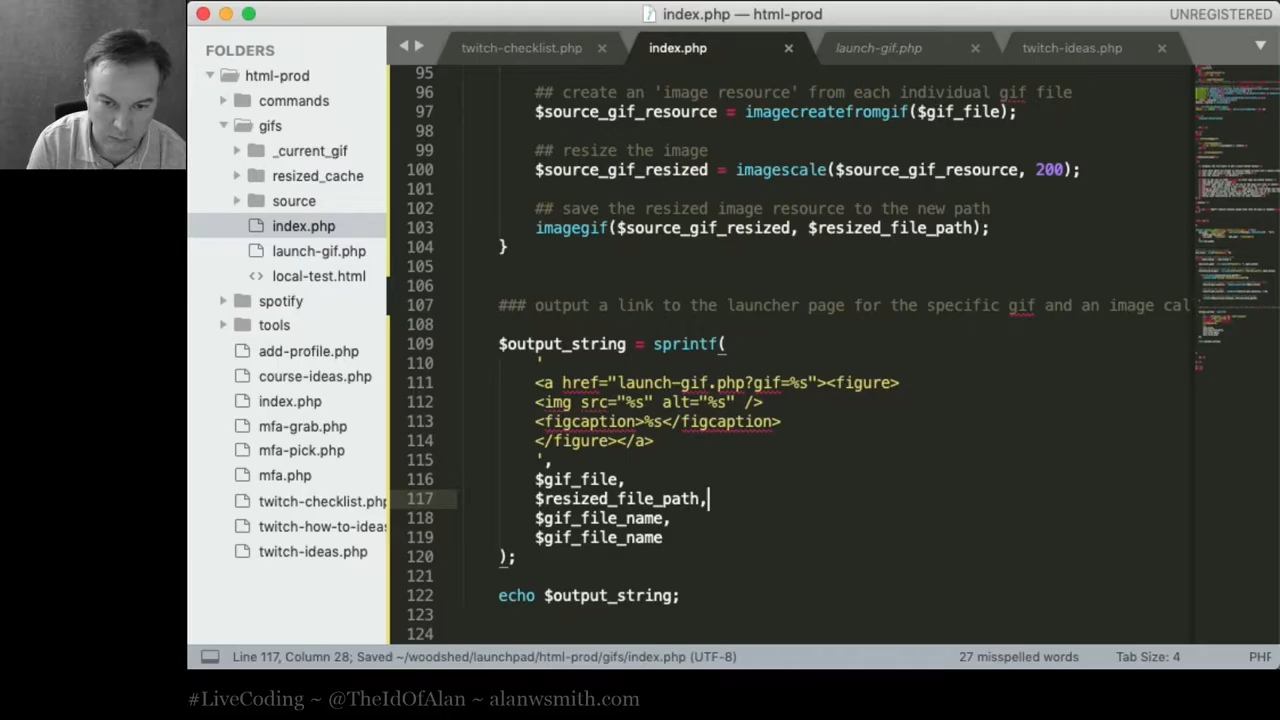 index.php — html-prod
UNREGISTERED
FOLDERS
html-prod
commands
gifs
_current_gif
resized_cache
source
index.php
launch-gif.php
local-test.html
spotify
tools
add-profile.php
course-ideas.php
index.php
mfa-grab.php
mfa-pick.php
mfa.php
twitch-checklist.php
twitch-how-to-ideas
twitch-ideas.php
twitch-checklist.php
index.php
launch-gif.php
twitch-ideas.php
95
96 ## create an 'image resource' from each individual gif file
97 $source_gif_resource = imagecreatefromgif($gif_file);
98
99 ## resize the image
100 $source_gif_resized = imagescale($source_gif_resource, 200);
101
102 ## save the resized image resource to the new path
103 imagegif($source_gif_resized, $resized_file_path);
104 }
105
106
107 ### output a link to the launcher page for the specific gif and an image cal
108
109 $output_string = sprintf(
110 '
111 <a href="launch-gif.php?gif=%s"><figure>
112 <img src="%s" alt="%s" />
113 <figcaption>%s</figcaption>
114 </figure></a>
115 ',
116 $gif_file,
117 $resized_file_path,
118 $gif_file_name,
119 $gif_file_name
120 );
121
122 echo $output_string;
123
124
Line 117, Column 28; Saved ~/woodshed/launchpad/html-prod/gifs/index.php (UTF-8)
27 misspelled words
Tab Size: 4
PHP
#LiveCoding ~ @TheIdOfAlan ~ alanwsmith.com